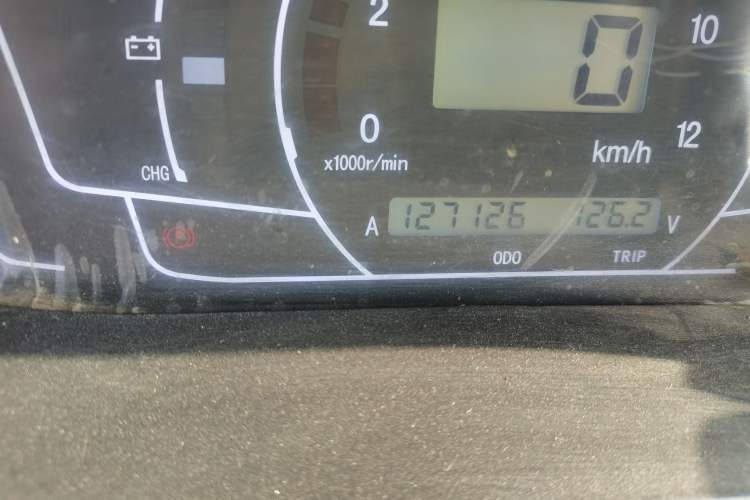 2
0
10
0
x1000r/min
km/h
12
CHG
A 127126 126.2 V
ODO TRIP